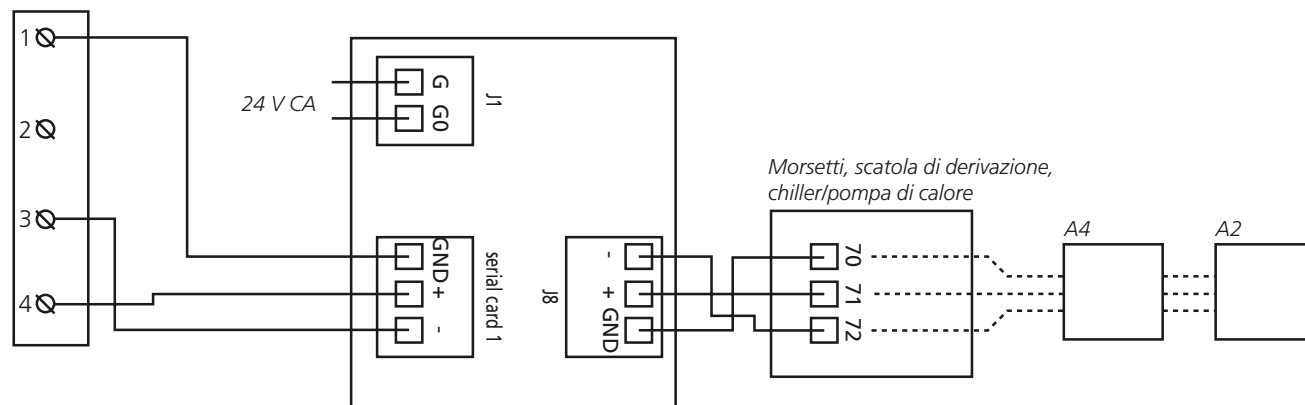 1
2
3
4
24 V CA
G
G0
J1
GND
+
-
serial card 1
J8
-
+
GND
Morsetti, scatola di derivazione,
chiller/pompa di calore
70
71
72
A4
A2